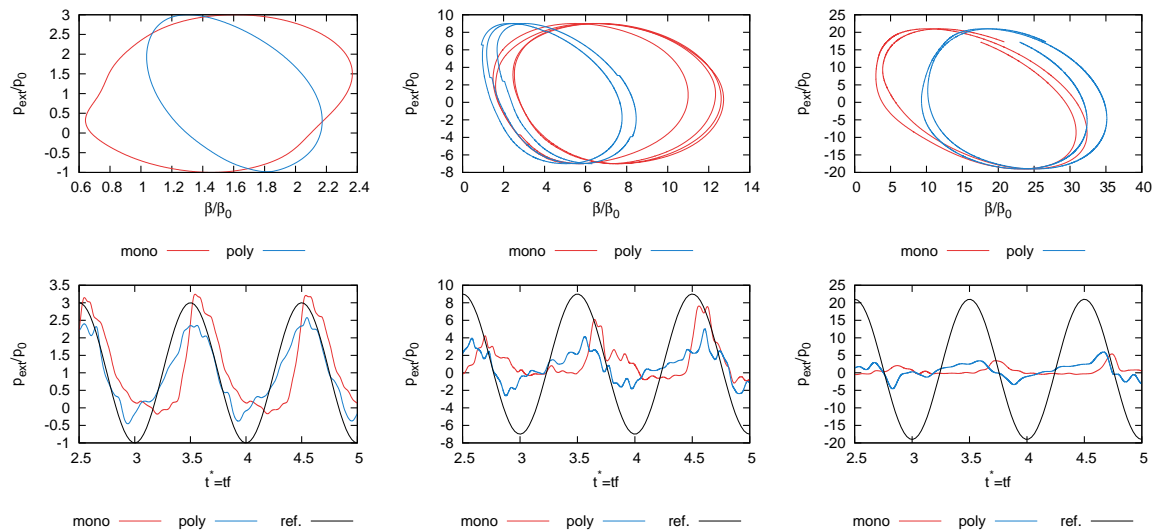 3
2.5
2
1.5
1
0.5
0
-0.5
-1
p_ext/p_0
0.6 0.8 1 1.2 1.4 1.6 1.8 2 2.2 2.4
β/β_0
mono poly
10
8
6
4
2
0
-2
-4
-6
-8
p_ext/p_0
0 2 4 6 8 10 12 14
β/β_0
mono poly
25
20
15
10
5
0
-5
-10
-15
-20
p_ext/p_0
0 5 10 15 20 25 30 35 40
β/β_0
mono poly
3.5
3
2.5
2
1.5
1
0.5
0
-0.5
-1
p_ext/p_0
2.5 3 3.5 4 4.5 5
t*=tf
mono poly ref.
10
8
6
4
2
0
-2
-4
-6
-8
p_ext/p_0
2.5 3 3.5 4 4.5 5
t*=tf
mono poly ref.
25
20
15
10
5
0
-5
-10
-15
-20
p_ext/p_0
2.5 3 3.5 4 4.5 5
t*=tf
mono poly ref.